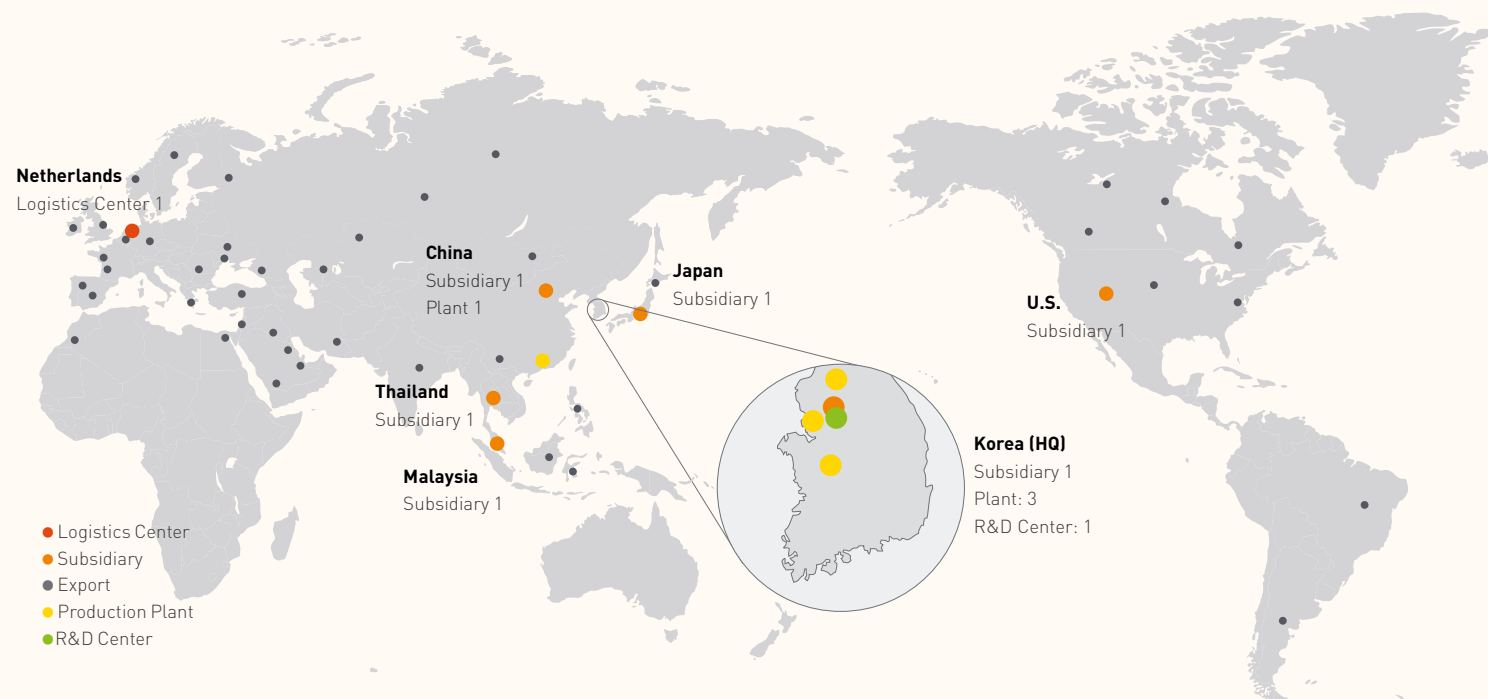 Netherlands
Logistics Center 1
China
Subsidiary 1
Plant 1
Japan
Subsidiary 1
U.S.
Subsidiary 1
Thailand
Subsidiary 1
Malaysia
Subsidiary 1
Korea (HQ)
Subsidiary 1
Plant: 3
R&D Center: 1
Logistics Center
Subsidiary
Export
Production Plant
R&D Center